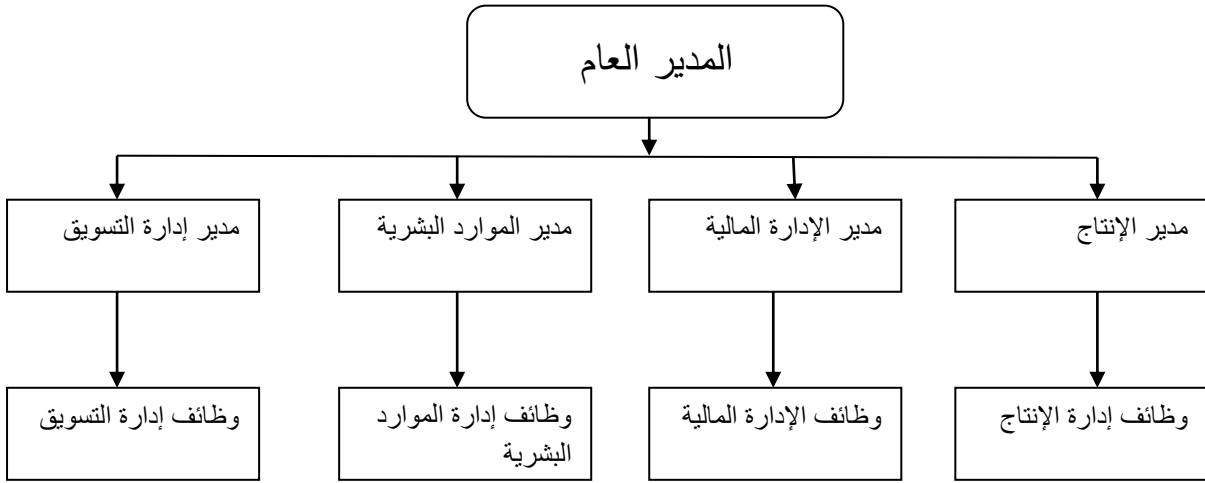 المدير العام
مدير الإنتاج
مدير الإدارة المالية
مدير الموارد البشرية
مدير إدارة التسويق
وظائف إدارة الإنتاج
وظائف الإدارة المالية
وظائف إدارة الموارد
البشرية
وظائف إدارة التسويق